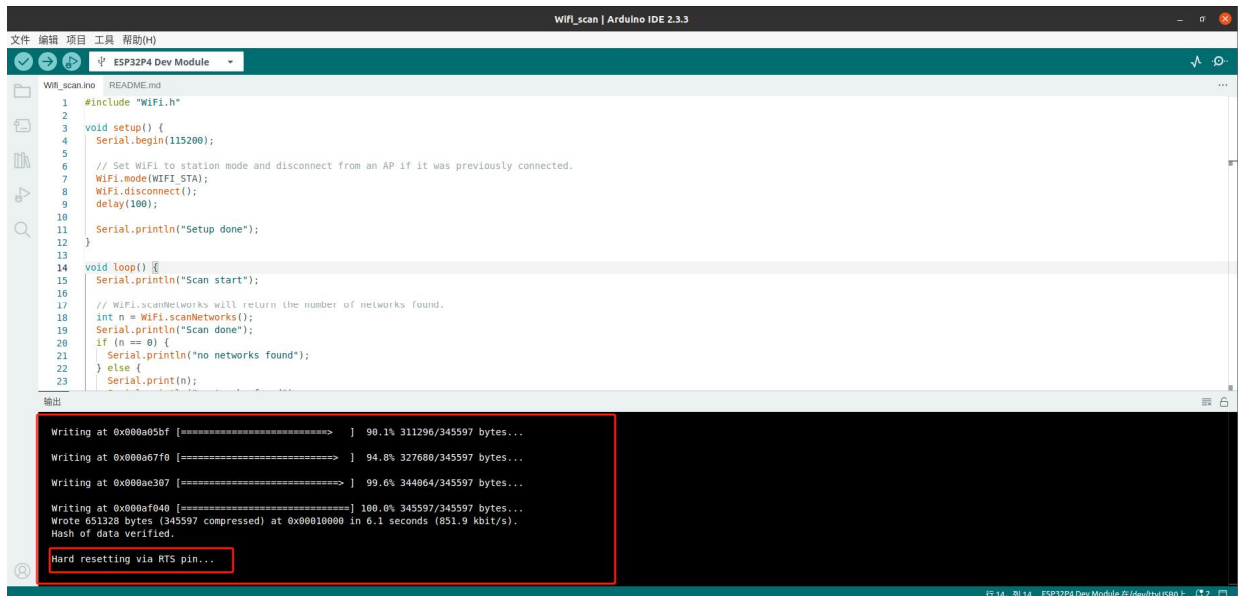 Wifi_scan | Arduino IDE 2.3.3
文件 编辑 项目 工具 帮助(H)
ESP32P4 Dev Module
Wifi_scan.ino README.md
1 #include "WiFi.h"
2
3 void setup() {
4 Serial.begin(115200);
5
6 // Set WiFi to station mode and disconnect from an AP if it was previously connected.
7 WiFi.mode(WIFI_STA);
8 WiFi.disconnect();
9 delay(100);
10
11 Serial.println("Setup done");
12 }
13
14 void loop() {
15 Serial.println("Scan start");
16
17 // WiFi.scanNetworks will return the number of networks found.
18 int n = WiFi.scanNetworks();
19 Serial.println("Scan done");
20 if (n == 0) {
21 Serial.println("no networks found");
22 } else {
23 Serial.print(n);
输出
Writing at 0x000a05bf [==========================> ] 90.1% 311296/345597 bytes...
Writing at 0x000a67f0 [===========================> ] 94.8% 327680/345597 bytes...
Writing at 0x000ae307 [============================> ] 99.6% 344064/345597 bytes...
Writing at 0x000af040 [==============================] 100.0% 345597/345597 bytes...
Wrote 651328 bytes (345597 compressed) at 0x00010000 in 6.1 seconds (851.9 kbit/s).
Hash of data verified.
Hard resetting via RTS pin...
行 14，列 14 ESP32P4 Dev Module 在/dev/ttyUSB0上 2